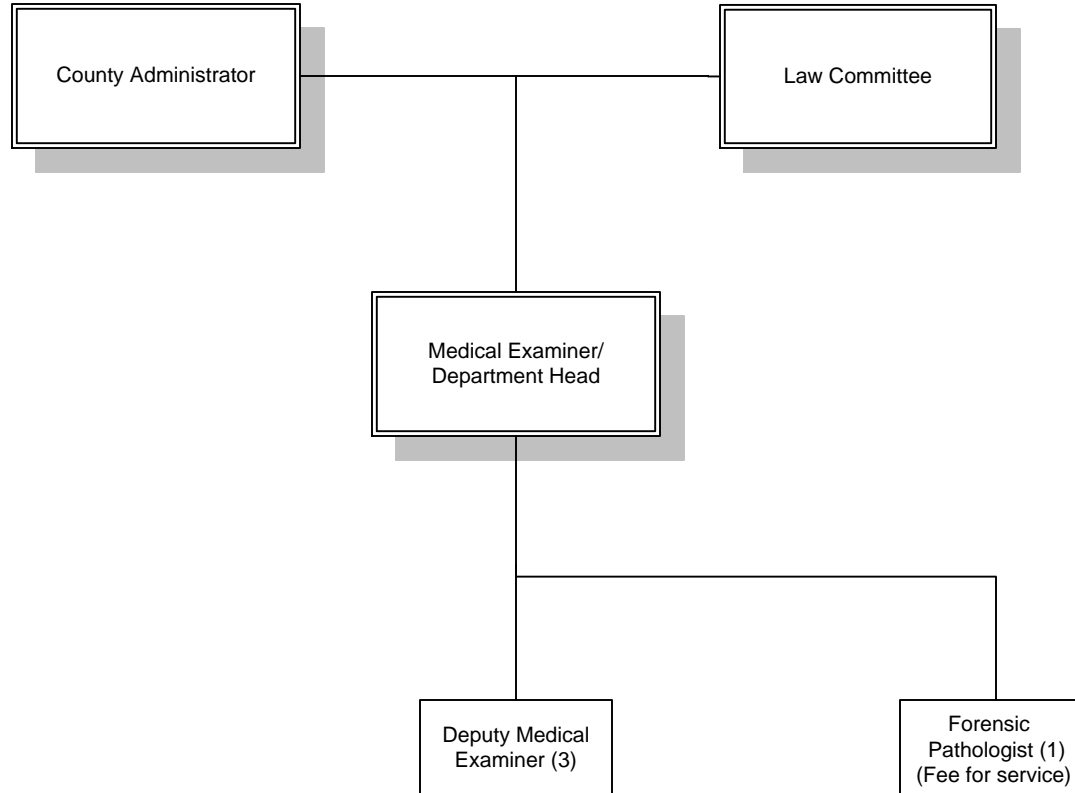 County Administrator
Law Committee
Medical Examiner/
Department Head
Deputy Medical
Examiner (3)
Forensic
Pathologist (1)
(Fee for service)